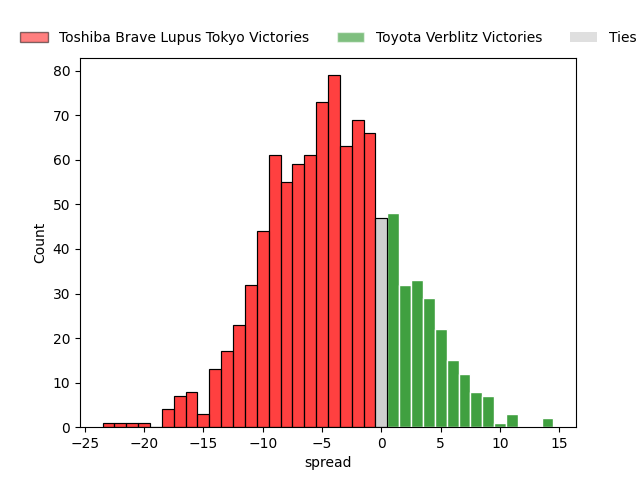 Toshiba Brave Lupus Tokyo Victories Toyota Verblitz Victories Ties
80
70
60
50
40
30
20
10
0
Count
−25 −20 −15 −10 −5 0 5 10 15
spread